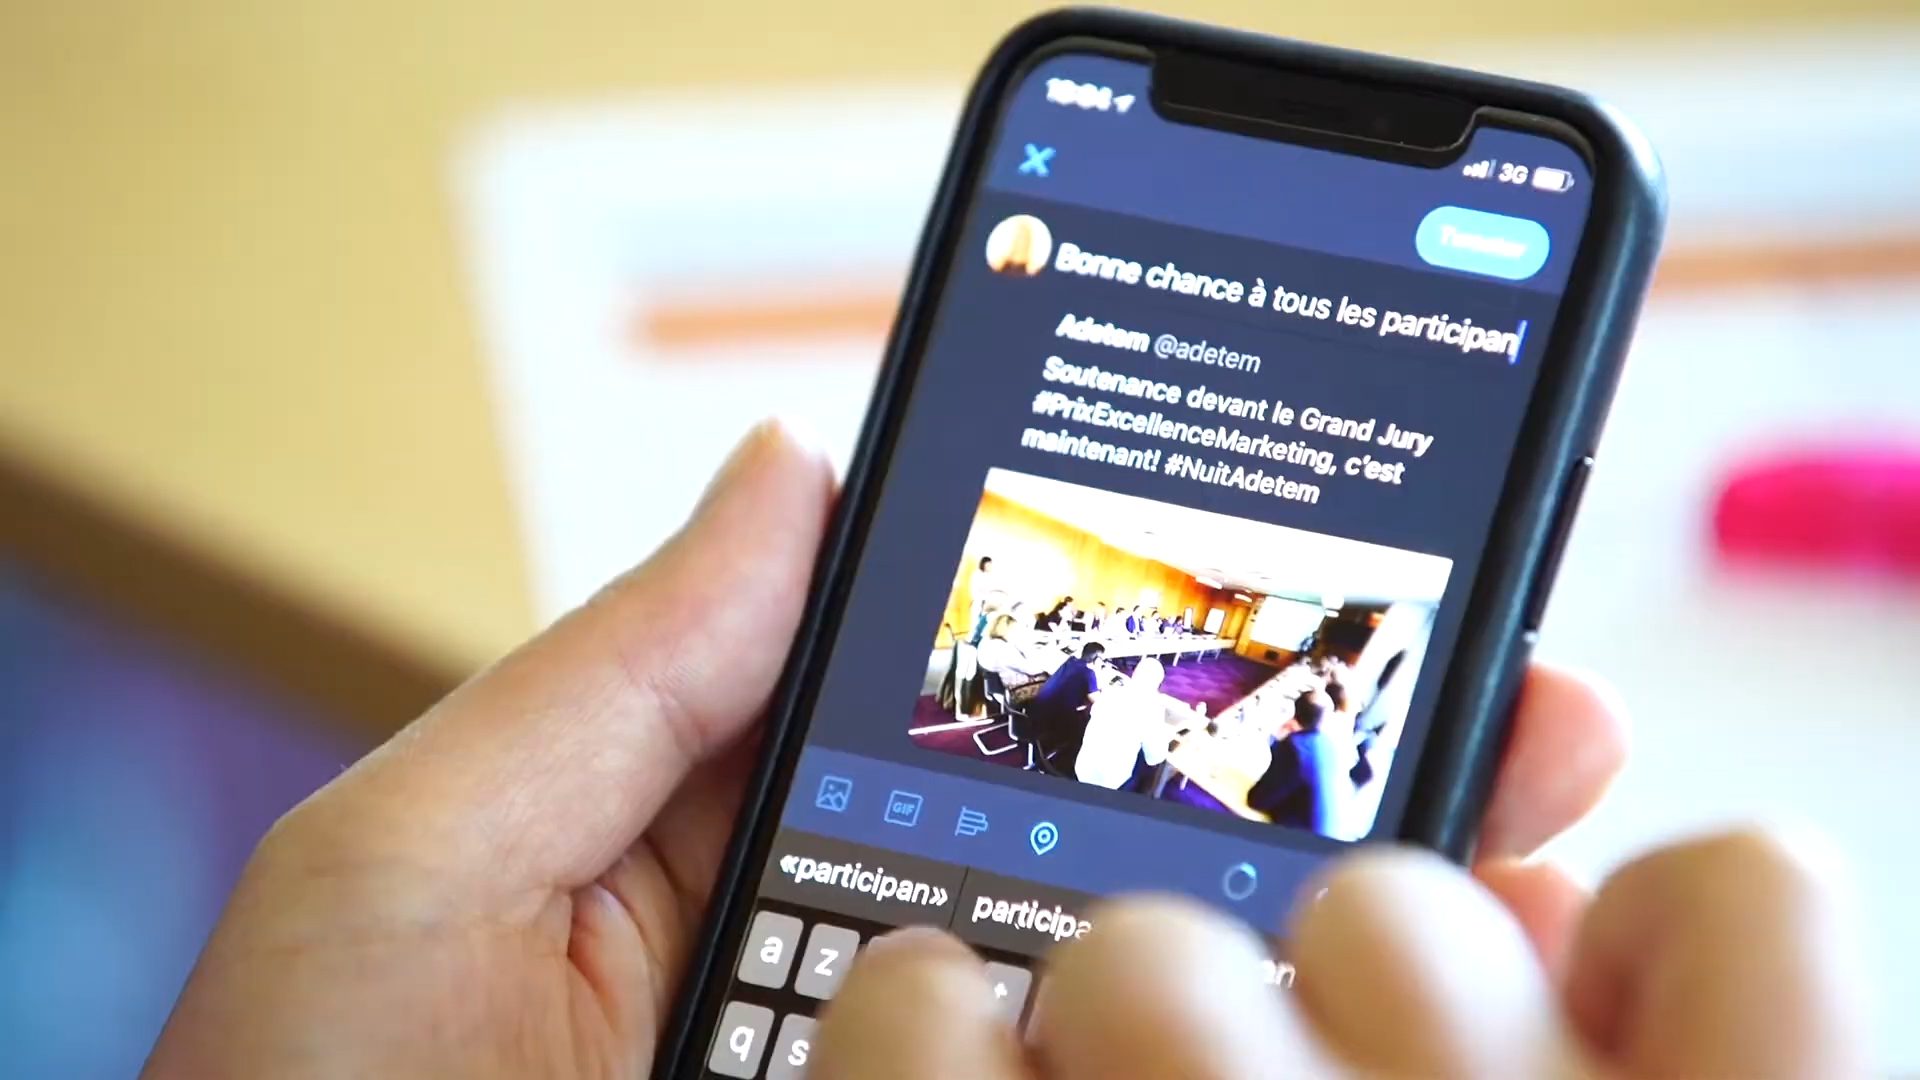 3G
Tweeter
Bonne chance à tous les participan
Adetem @adetem
Soutenance devant le Grand Jury
#PrixExcellenceMarketing, c'est
maintenant! #NuitAdetem
GIF
«participan»
a z
q s